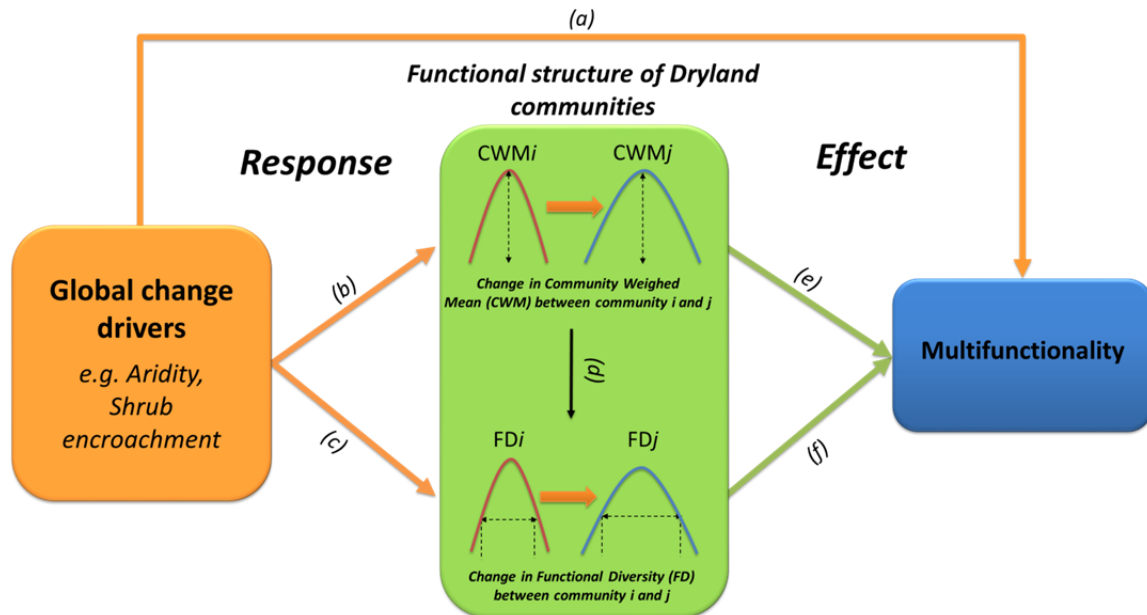 (a)
Functional structure of Dryland
communities
Response
Effect
CWMi
CWMj
Change in Community Weighed
Mean (CWM) between community i and j
Global change
drivers
e.g. Aridity,
Shrub
encroachment
(b)
(c)
(d)
(e)
(f)
Multifunctionality
FDi
FDj
Change in Functional Diversity (FD)
between community i and j